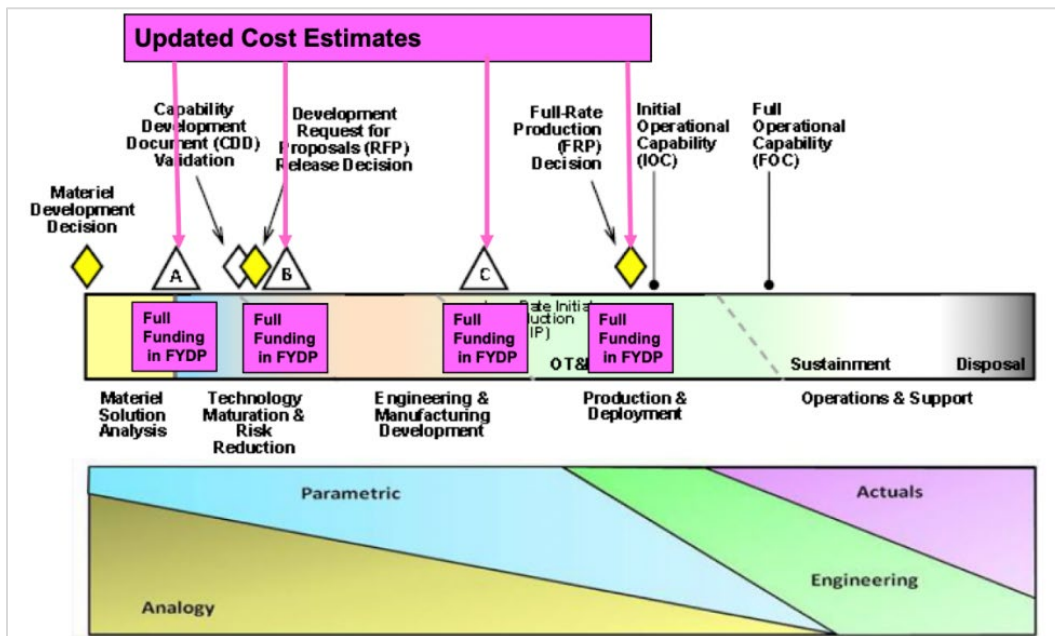 Updated Cost Estimates
Capability
Development
Document (CDD)
Validation
Development
Request for
Proposals (RFP)
Release Decision
Full-Rate
Production
(FRP)
Decision
Initial
Operational
Capability
(IOC)
Full
Operational
Capability
(FOC)
Materiel
Development
Decision
A
B
C
Full
Funding
in FYDP
Full
Funding
in FYDP
Full
Funding
in FYDP
Full
Funding
in FYDP
Rate Initial
OT&
Sustainment
Disposal
Materiel
Solution
Analysis
Technology
Maturation &
Risk
Reduction
Engineering &
Manufacturing
Development
Production &
Deployment
Operations & Support
Parametric
Actuals
Engineering
Analogy